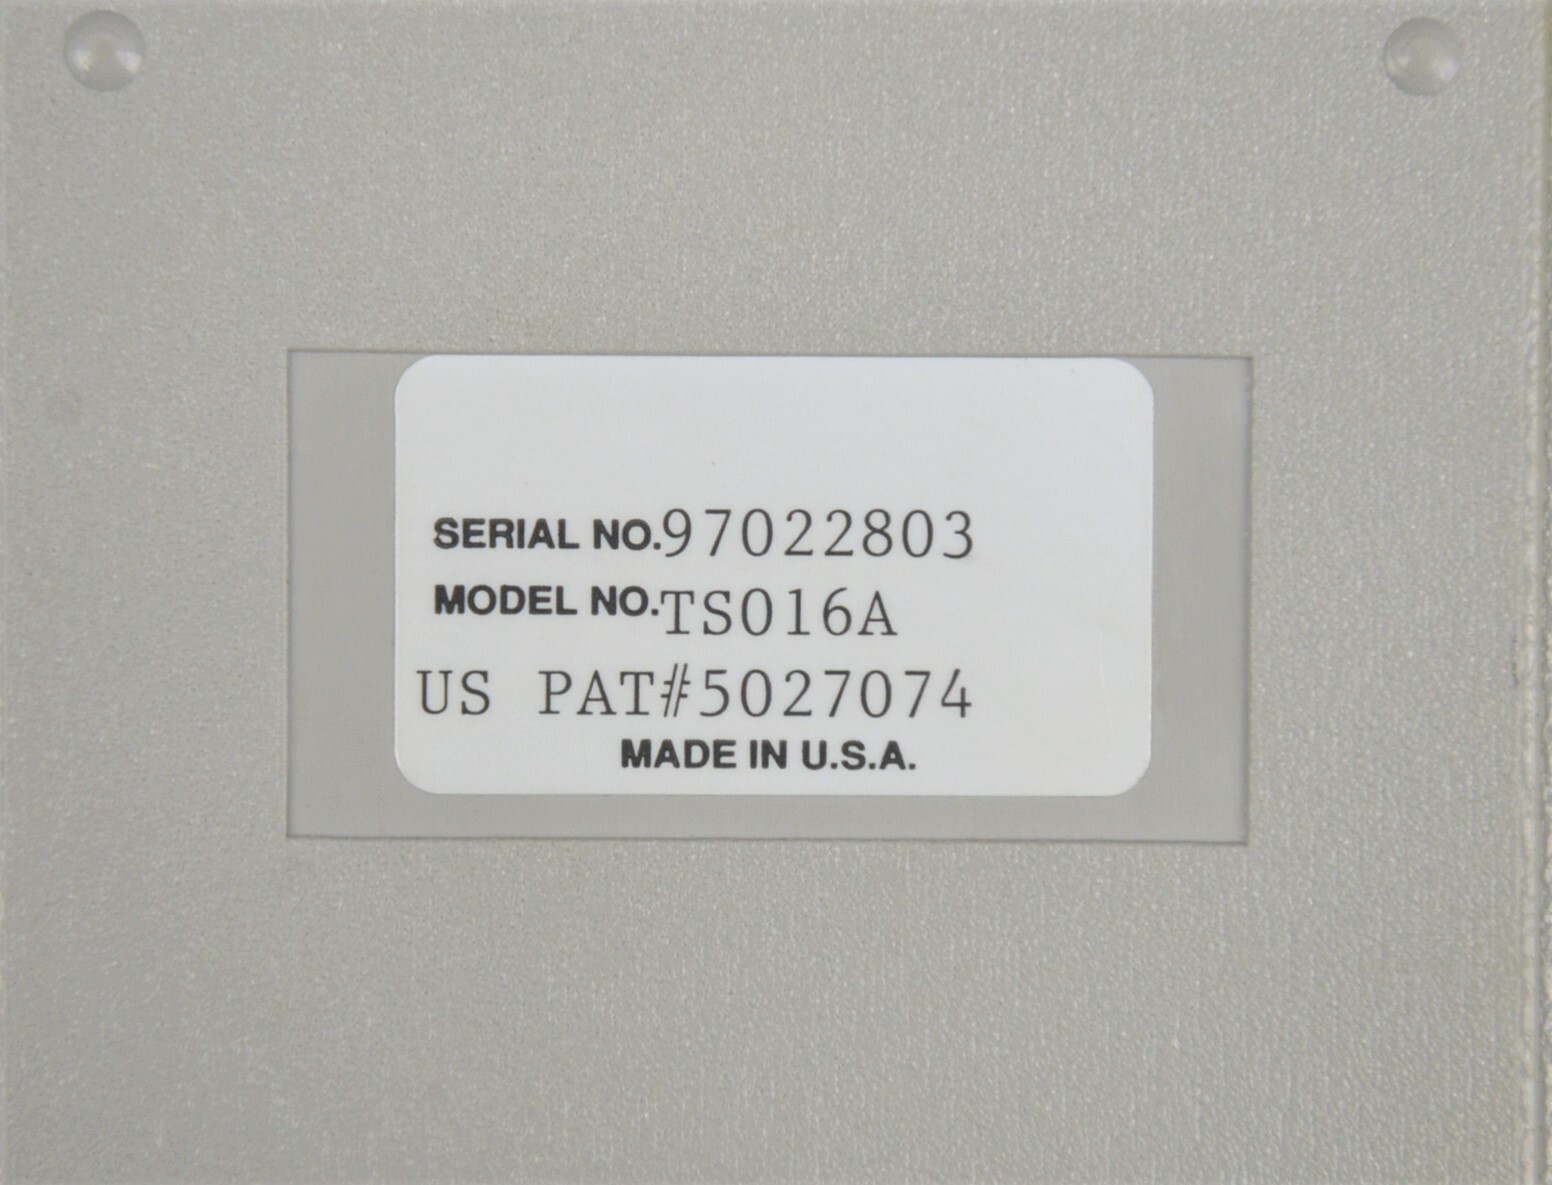 SERIAL NO.97022803
MODEL NO.TS016A
US PAT#5027074
MADE IN U.S.A.